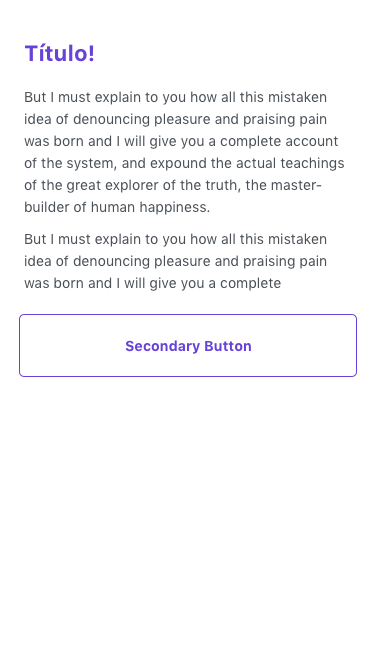 Título!
But I must explain to you how all this mistaken
idea of denouncing pleasure and praising pain
was born and I will give you a complete account
of the system, and expound the actual teachings
of the great explorer of the truth, the master-
builder of human happiness.
But I must explain to you how all this mistaken
idea of denouncing pleasure and praising pain
was born and I will give you a complete
Secondary Button